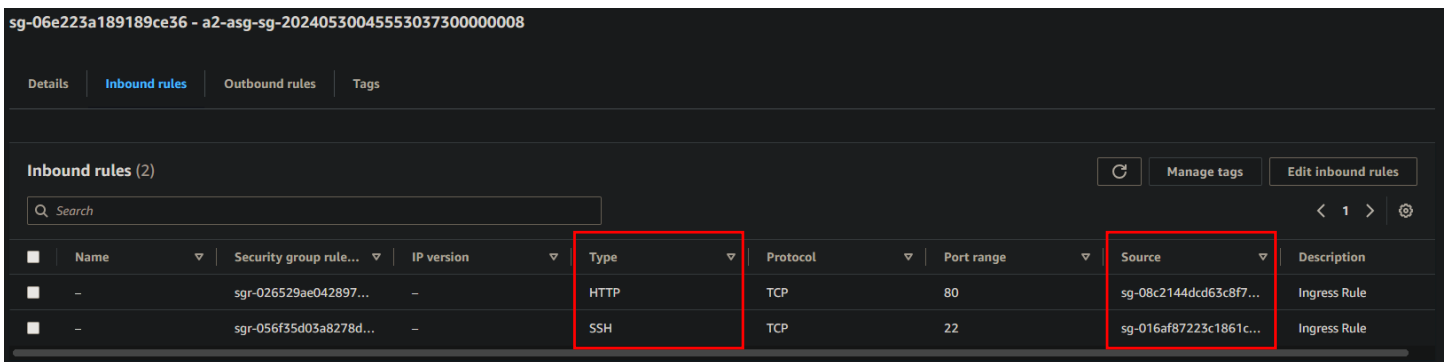 sg-06e223a189189ce36 - a2-asg-sg-20240530045553037300000008
Details Inbound rules Outbound rules Tags
Inbound rules (2)
Manage tags Edit inbound rules
Search
1
Name Security group rule... IP version Type Protocol Port range Source Description
– sgr-026529ae042897... – HTTP TCP 80 sg-08c2144dcd63c8f7... Ingress Rule
– sgr-056f35d03a8278d... – SSH TCP 22 sg-016af87223c1861c... Ingress Rule